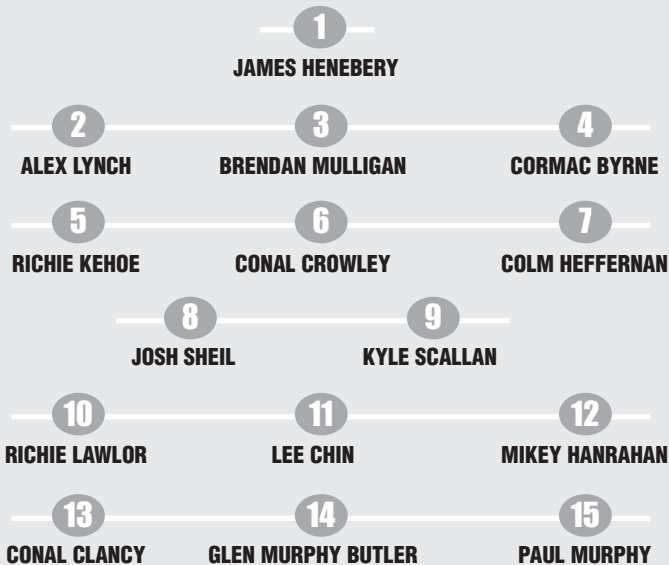 1
JAMES HENEBERY
2 3 4
ALEX LYNCH BRENDAN MULLIGAN CORMAC BYRNE
5 6 7
RICHIE KEHOE CONAL CROWLEY COLM HEFFERNAN
8 9
JOSH SHEIL KYLE SCALLAN
10 11 12
RICHIE LAWLOR LEE CHIN MIKEY HANRAHAN
13 14 15
CONAL CLANCY GLEN MURPHY BUTLER PAUL MURPHY